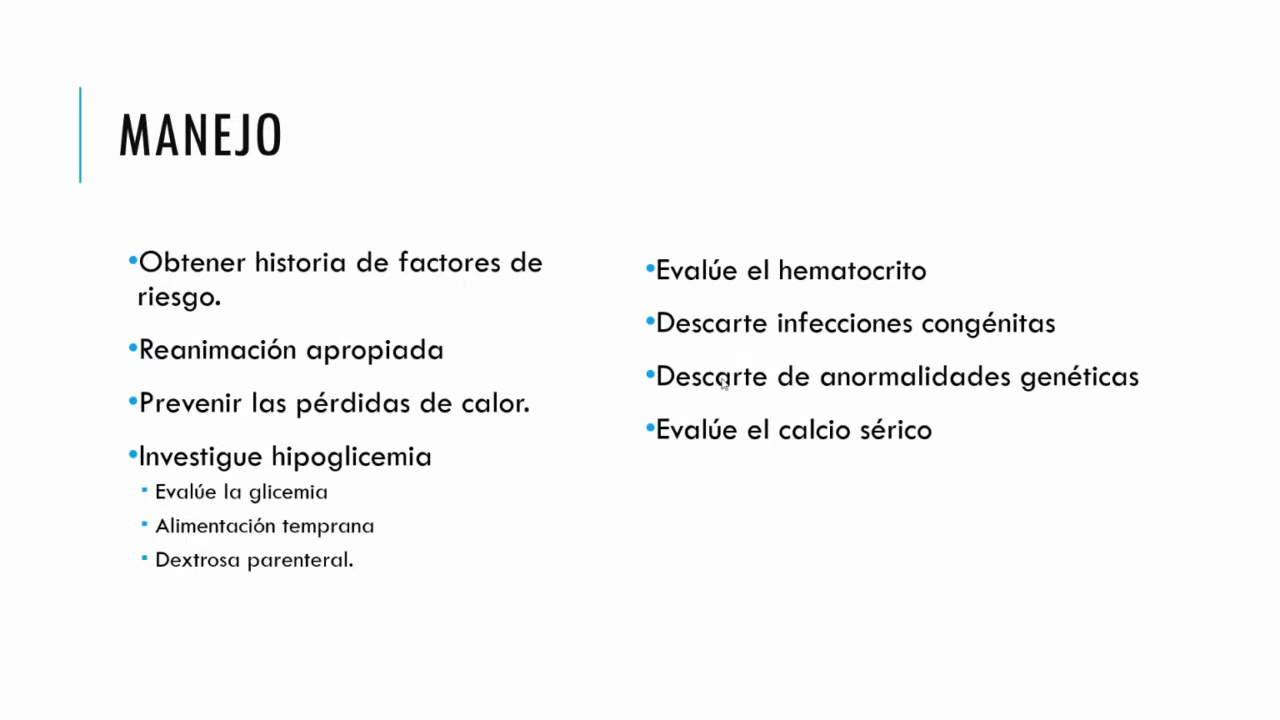 MANEJO
•Obtener historia de factores de
riesgo.
•Reanimación apropiada
•Prevenir las pérdidas de calor.
•Investigue hipoglicemia
▪ Evalúe la glicemia
▪ Alimentación temprana
▪ Dextrosa parenteral.
•Evalúe el hematocrito
•Descarte infecciones congénitas
•Descarte de anormalidades genéticas
•Evalúe el calcio sérico